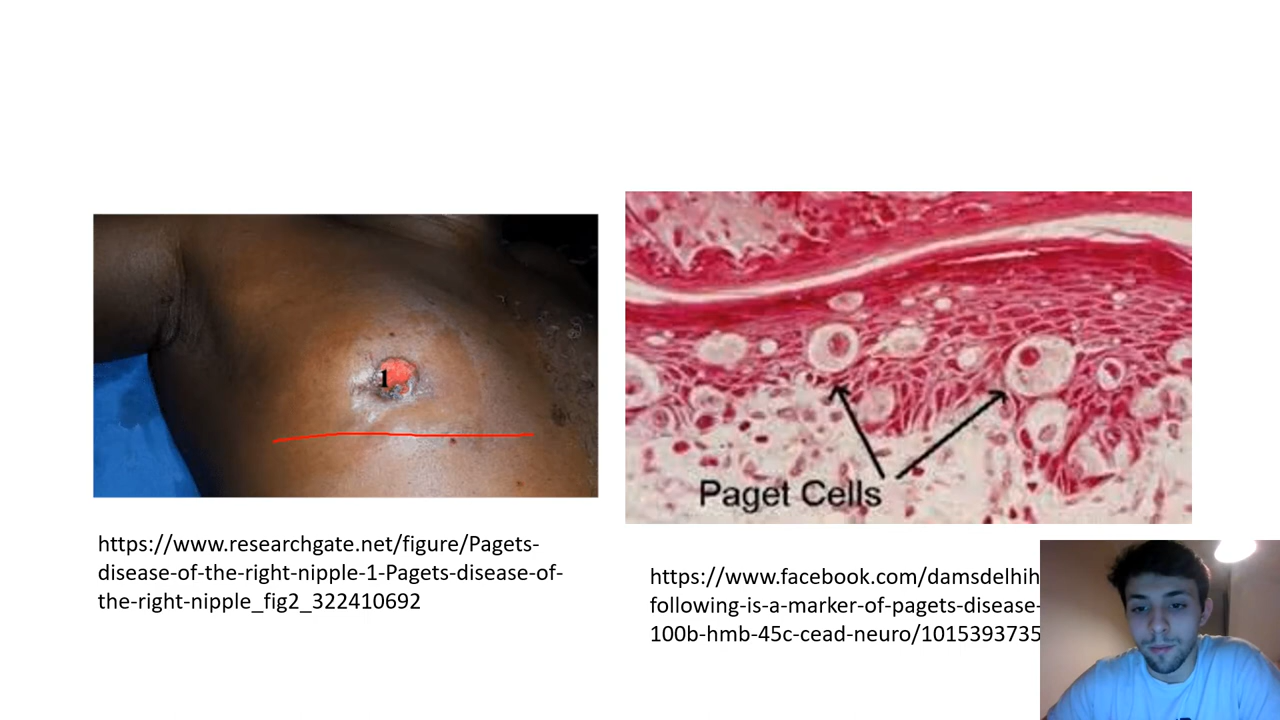 1
Paget Cells
https://www.researchgate.net/figure/Pagets-
disease-of-the-right-nipple-1-Pagets-disease-of-
the-right-nipple_fig2_322410692
https://www.facebook.com/damsdelhih
following-is-a-marker-of-pagets-disease-
100b-hmb-45c-cead-neuro/1015393735